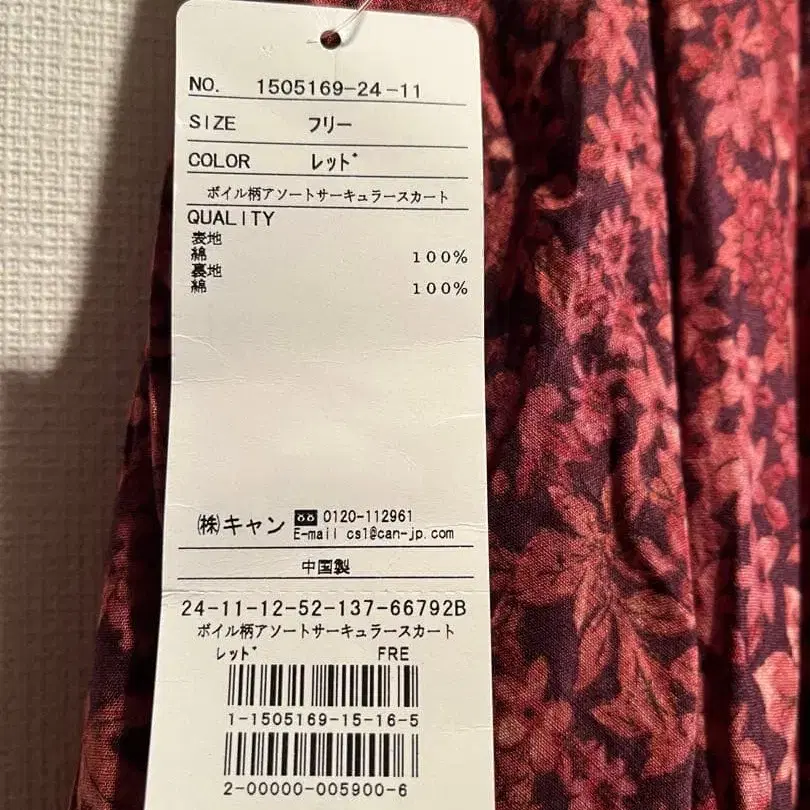 NO. 1505169-24-11
SIZE フリー
COLOR レッド
ボイル柄アソートサーキュラースカート
QUALITY
表地
綿 100%
裏地
綿 100%
㈱キャン 0120-112961
E-mail cs1@can-jp.com
中国製
24-11-12-52-137-66792B
ボイル柄アソートサーキュラースカート
レッド FRE
1-1505169-15-16-5
2-00000-005900-6